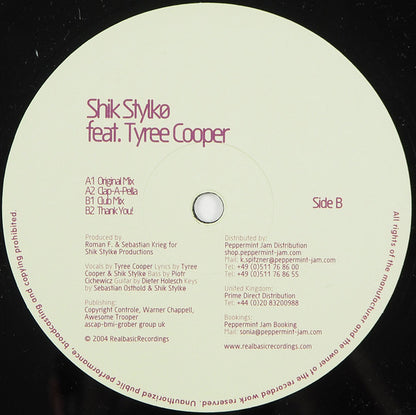 Shik Stylkø
feat. Tyree Cooper
A1 Original Mix
A2 Clap-A-Pella
B1 Club Mix
B2 Thank You!
Side B
Produced by
Roman F. & Sebastian Krieg for
Shik Stylkø Productions
Vocals by Tyree Cooper Lyrics by Tyree
Cooper & Shik Stylkø Bass by Piotr
Cichewicz Guitar by Dieter Holesch Keys
by Sebastian Osthold & Shik Stylkø
Publishing:
Copyright Controle, Warner Chappell,
Awesome Trooper
ascap-bmi-grober group uk
© 2004 RealbasicRecordings
Distributed by:
Peppermint Jam Distribution
shop.peppermint-jam.com
Mail: k.spitzner@peppermint-jam.com
Tel: +49 (0)511 76 86 00
Tel: +49 (0)511 76 86 55
United Kingdom:
Prime Direct Distribution
Tel: +44 (0)20 83200988
Bookings:
Peppermint Jam Booking
Mail: sonia@peppermint-jam.com
www.realbasicrecordings.com
All rights of the manufacturer and the owner of the recorded work reserved. Unauthorized public performance, broadcasting and copying prohibited.